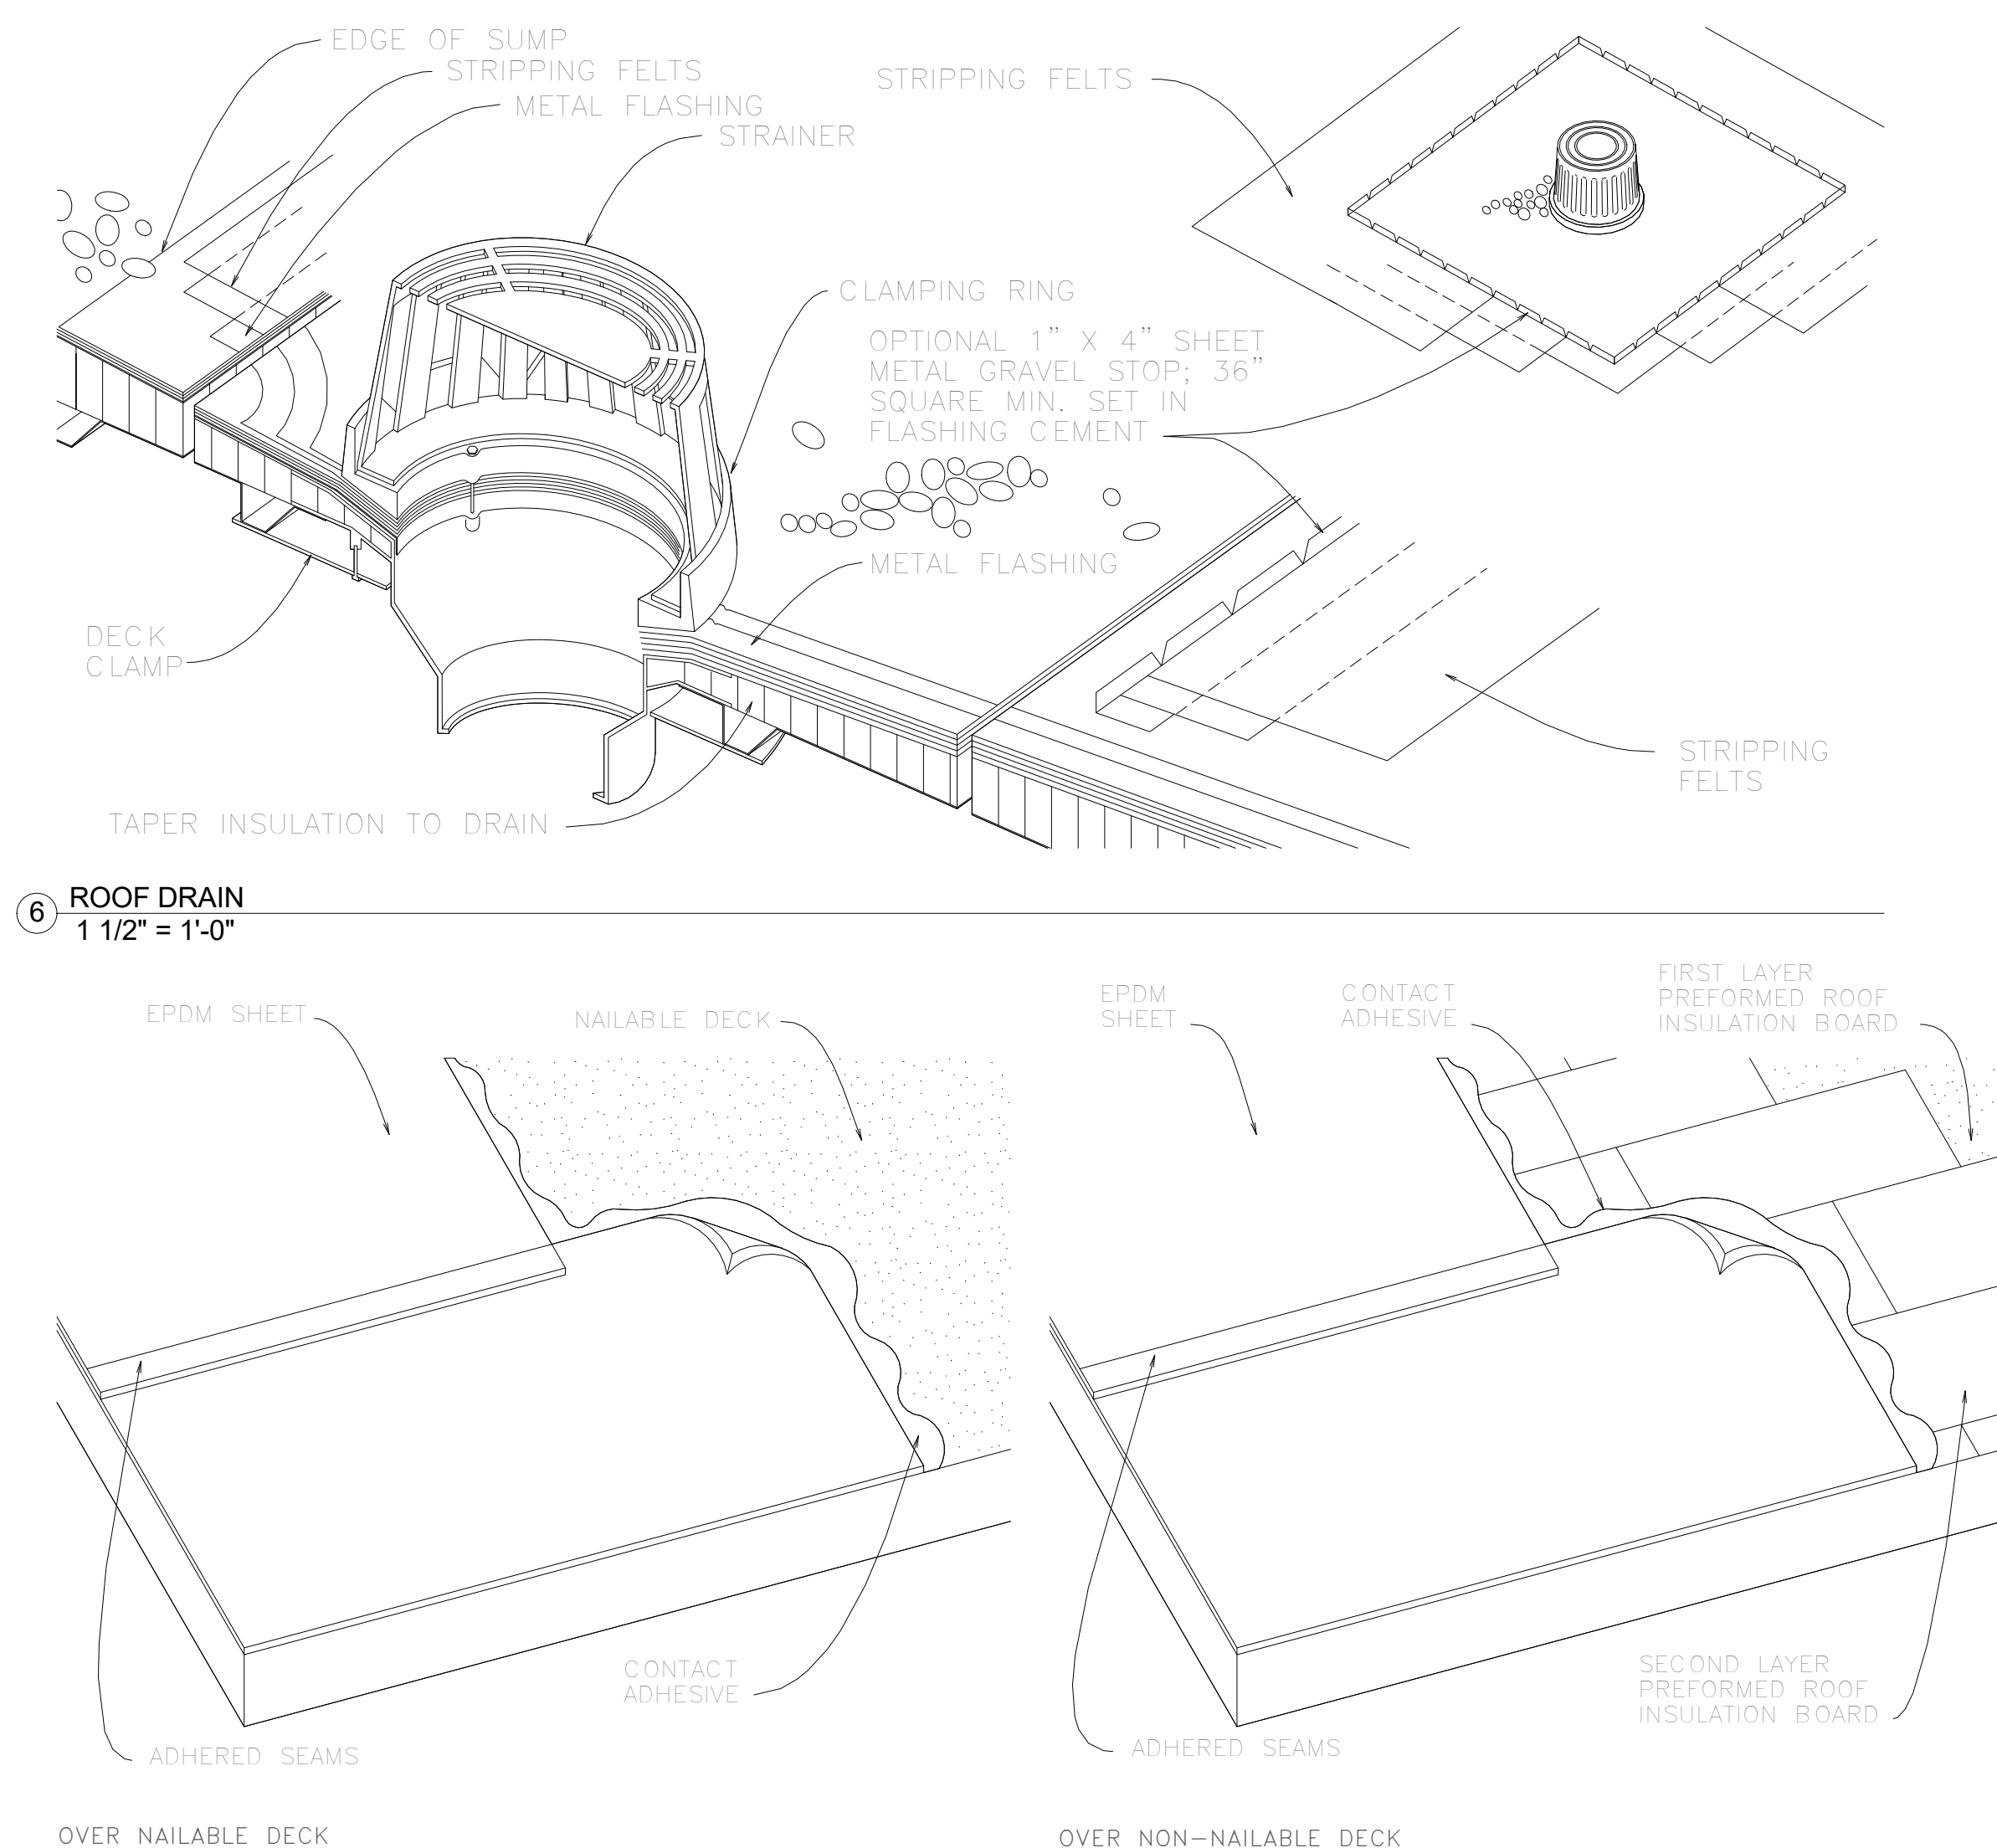 EDGE OF SUMP
STRIPPING FELTS
METAL FLASHING
STRAINER
STRIPPING FELTS
CLAMPING RING
OPTIONAL 1" X 4" SHEET
METAL GRAVEL STOP; 36"
SQUARE MIN. SET IN
FLASHING CEMENT
METAL FLASHING
DECK
CLAMP
STRIPPING
FELTS
TAPER INSULATION TO DRAIN
6 ROOF DRAIN
1 1/2" = 1'-0"
EPDM SHEET
NAILABLE DECK
EPDM
SHEET
CONTACT
ADHESIVE
FIRST LAYER
PREFORMED ROOF
INSULATION BOARD
CONTACT
ADHESIVE
ADHERED SEAMS
SECOND LAYER
PREFORMED ROOF
INSULATION BOARD
ADHERED SEAMS
OVER NAILABLE DECK
OVER NON-NAILABLE DECK